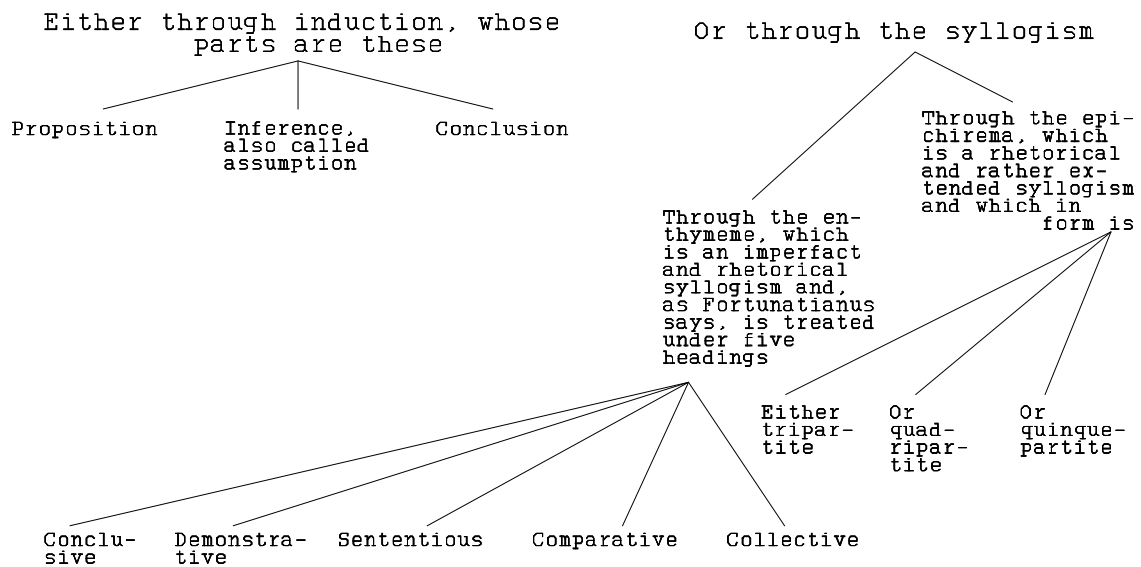 Either through induction, whose
parts are these
Proposition
Inference,
also called
assumption
Conclusion
Or through the syllogism
Through the en-
thymeme, which
is an imperfact
and rhetorical
syllogism and,
as Fortunatianus
says, is treated
under five
headings
Conclu-
sive
Demonstra-
tive
Sententious
Comparative
Collective
Through the epi-
chirema, which
is a rhetorical
and rather ex-
tended syllogism
and which in
form is
Either
tripar-
tite
Or
quad-
ripar-
tite
Or
quinque-
partite